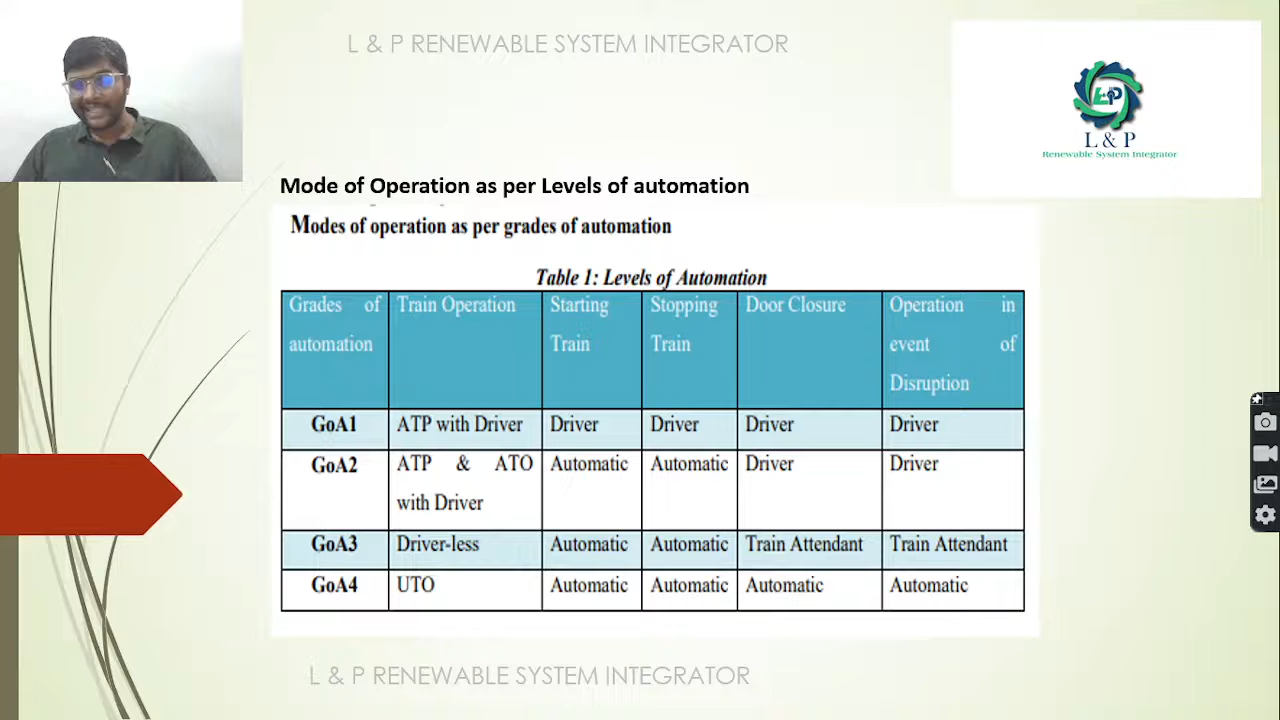 L & P RENEWABLE SYSTEM INTEGRATOR
L&P
L & P
Renewable System Integrator
Mode of Operation as per Levels of automation
Modes of operation as per grades of automation
Table 1: Levels of Automation
Grades of automation Train Operation Starting Train Stopping Train Door Closure Operation in event of Disruption
GoA1 ATP with Driver Driver Driver Driver Driver
GoA2 ATP & ATO with Driver Automatic Automatic Driver Driver
GoA3 Driver-less Automatic Automatic Train Attendant Train Attendant
GoA4 UTO Automatic Automatic Automatic Automatic
L & P RENEWABLE SYSTEM INTEGRATOR